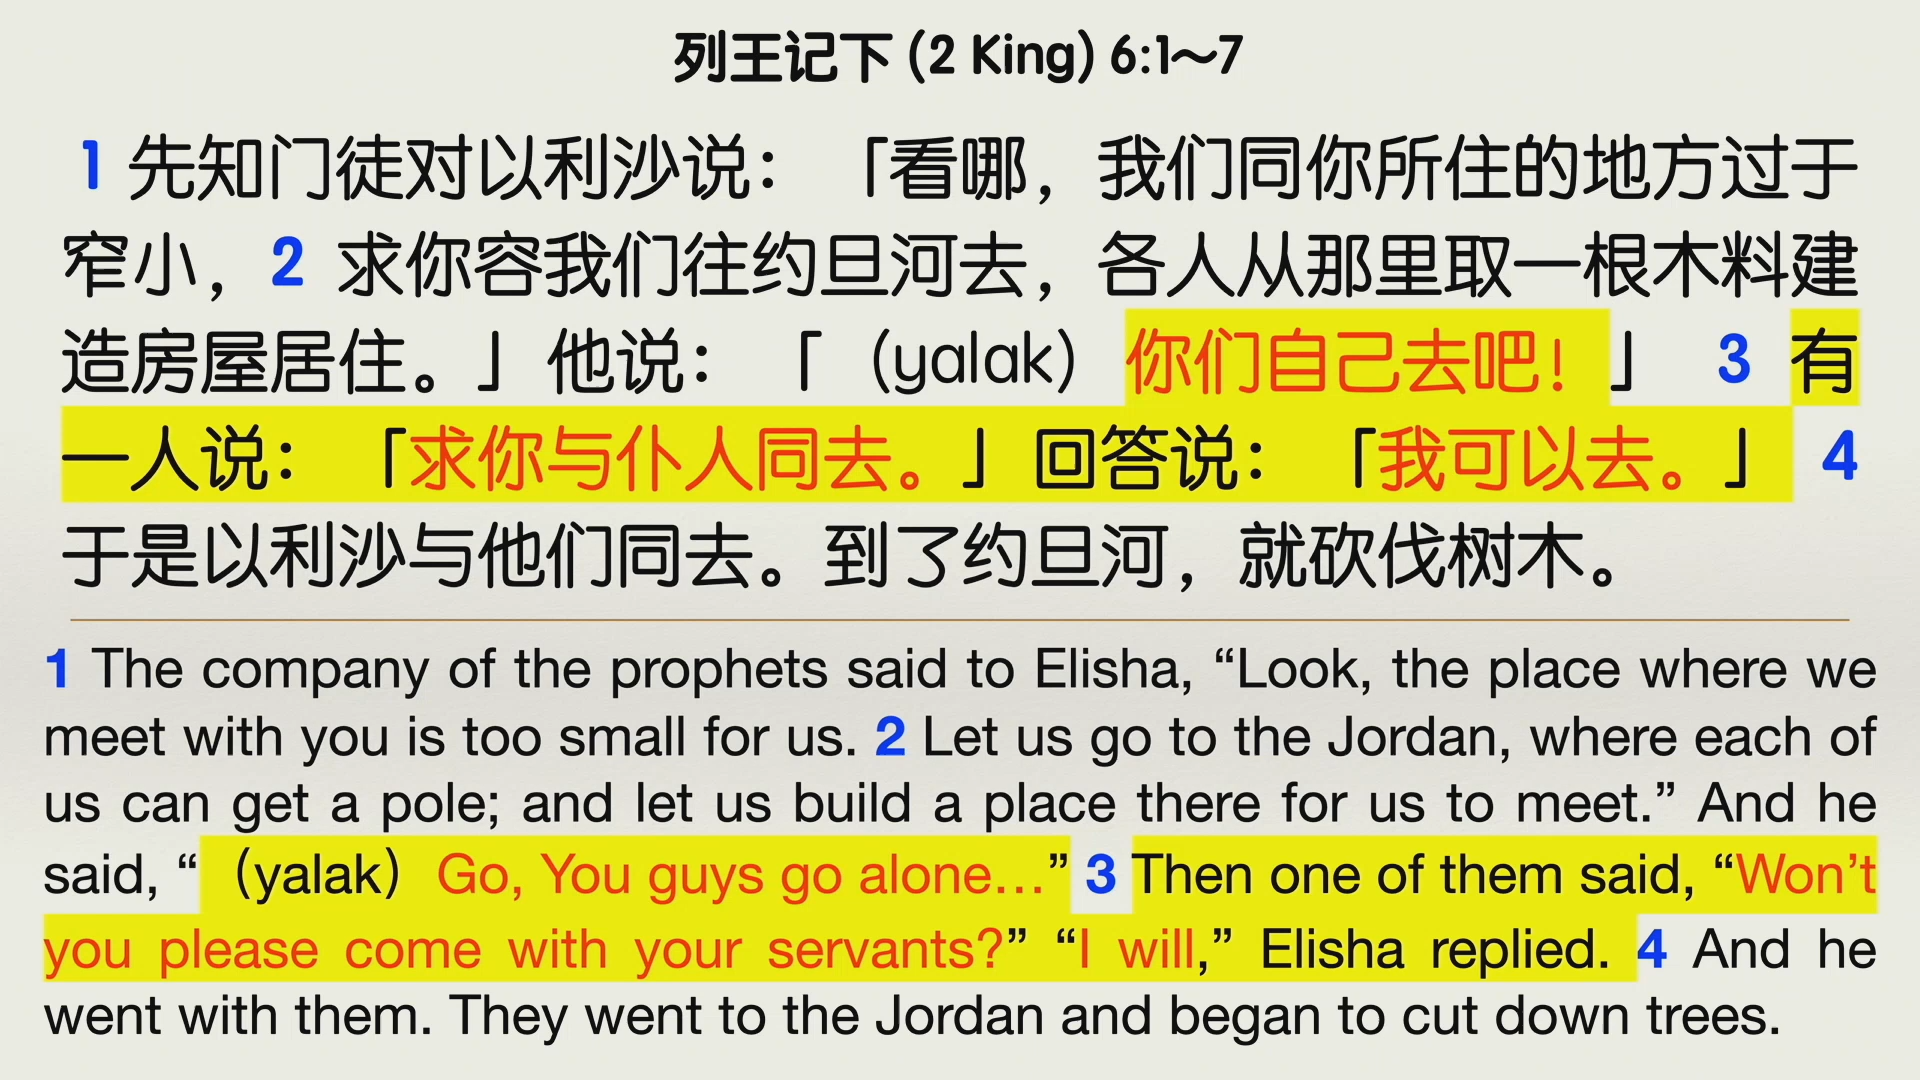 列王记下 (2 King) 6:1～7
1 先知门徒对以利沙说：「看哪，我们同你所住的地方过于
窄小，2 求你容我们往约旦河去，各人从那里取一根木料建
造房屋居住。」他说：「（yalak）你们自己去吧！」 3 有
一人说：「求你与仆人同去。」回答说：「我可以去。」 4
于是以利沙与他们同去。到了约旦河，就砍伐树木。
1 The company of the prophets said to Elisha, “Look, the place where we
meet with you is too small for us. 2 Let us go to the Jordan, where each of
us can get a pole; and let us build a place there for us to meet.” And he
said, “（yalak）Go, You guys go alone…” 3 Then one of them said, “Won’t
you please come with your servants?” “I will,” Elisha replied. 4 And he
went with them. They went to the Jordan and began to cut down trees.